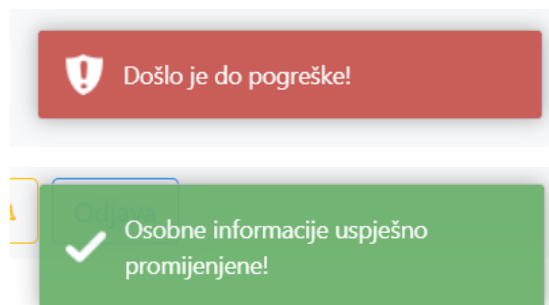 Došlo je do pogreške!
Odjava
Osobne informacije uspješno
promijenjene!